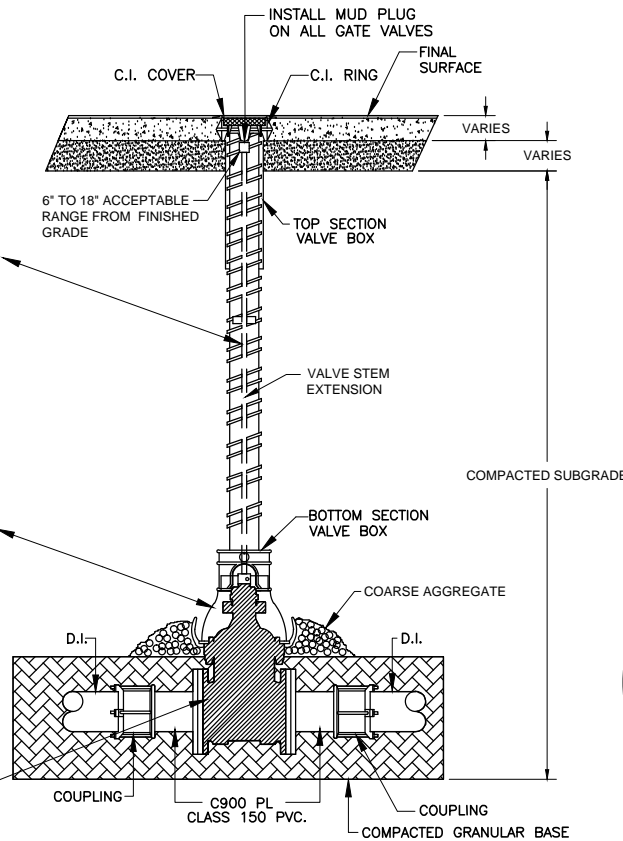 INSTALL MUD PLUG
ON ALL GATE VALVES
C.I. COVER
C.I. RING
FINAL
SURFACE
VARIES
VARIES
6" TO 18" ACCEPTABLE
RANGE FROM FINISHED
GRADE
TOP SECTION
VALVE BOX
VALVE STEM
EXTENSION
COMPACTED SUBGRADE
BOTTOM SECTION
VALVE BOX
COARSE AGGREGATE
D.I.
D.I.
COUPLING
C900 PL
CLASS 150 PVC.
COUPLING
COMPACTED GRANULAR BASE